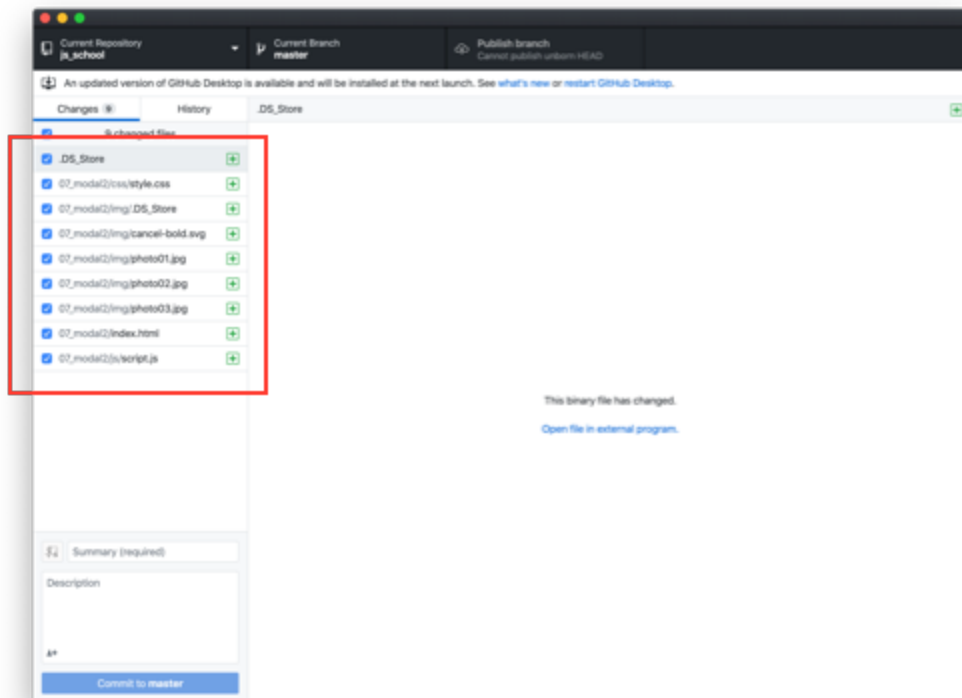 Current Repository
js_school
Current Branch
master
Publish branch
Cannot publish unborn HEAD
An updated version of GitHub Desktop is available and will be installed at the next launch. See what's new or restart GitHub Desktop.
Changes 9
History
.DS_Store
9 changed files
.DS_Store
07_modal2/css/style.css
07_modal2/img/.DS_Store
07_modal2/img/cancel-bold.svg
07_modal2/img/photo01.jpg
07_modal2/img/photo02.jpg
07_modal2/img/photo03.jpg
07_modal2/index.html
07_modal2/js/script.js
This binary file has changed.
Open file in external program.
Summary (required)
Description
Commit to master